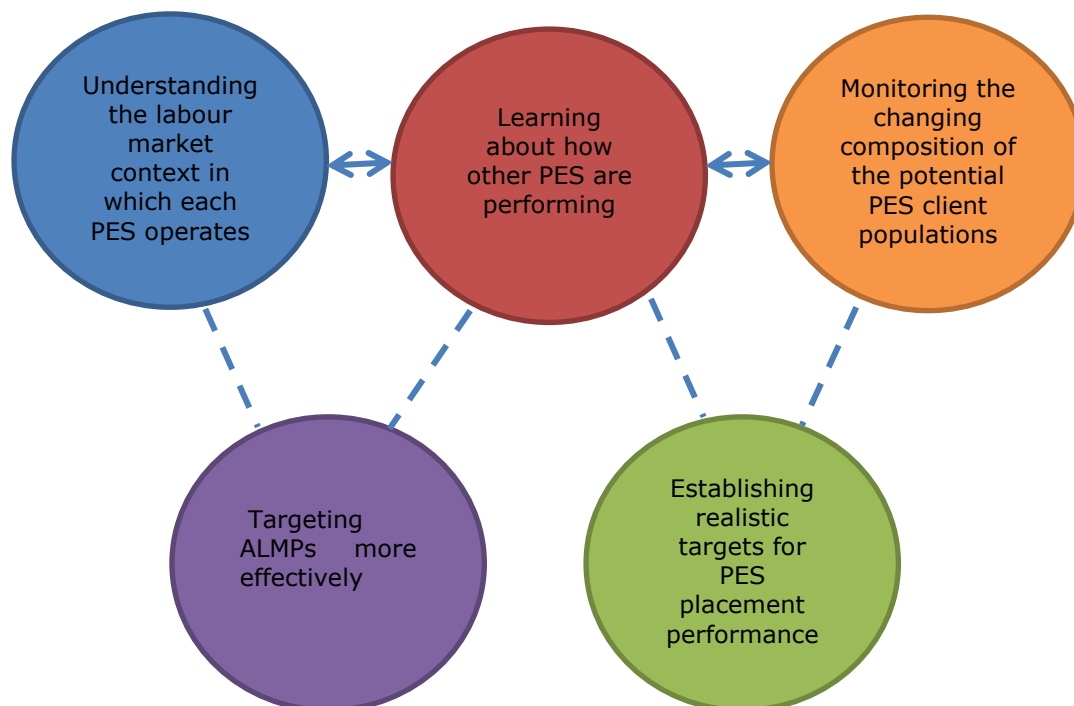 Understanding
the labour
market
context in
which each
PES operates
Learning
about how
other PES are
performing
Monitoring the
changing
composition of
the potential
PES client
populations
Targeting
ALMPs more
effectively
Establishing
realistic
targets for
PES
placement
performance